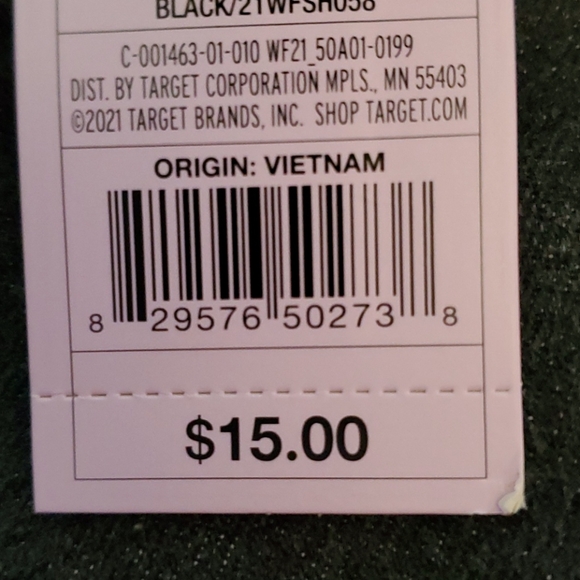 BLACK/21WFSH058
C-001463-01-010 WF21_50A01-0199
DIST. BY TARGET CORPORATION MPLS., MN 55403
©2021 TARGET BRANDS, INC. SHOP TARGET.COM
ORIGIN: VIETNAM
8 29576 50273 8
$15.00